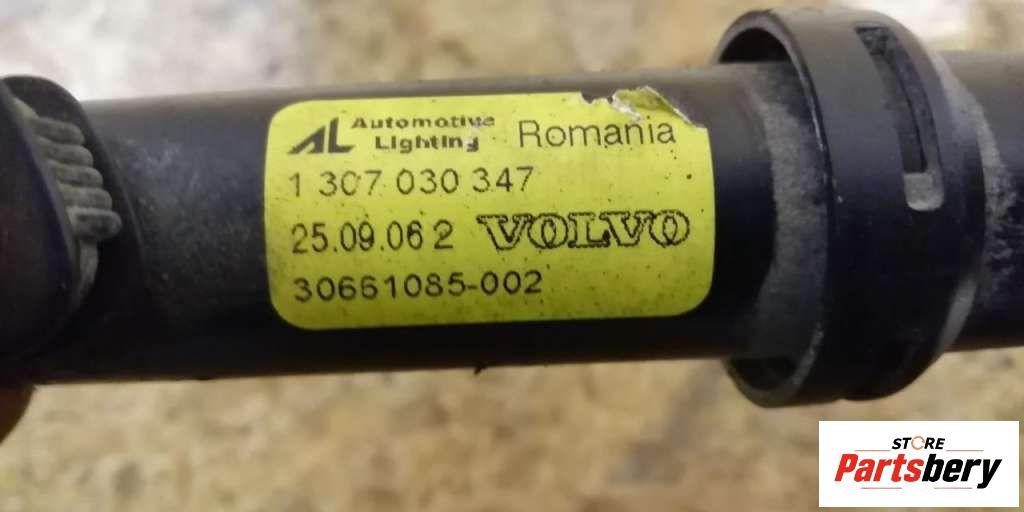 AL Automotive Lighting Romania
1 307 030 347
25.09.06 2 VOLVO
30661085-002
STORE
Partsbery